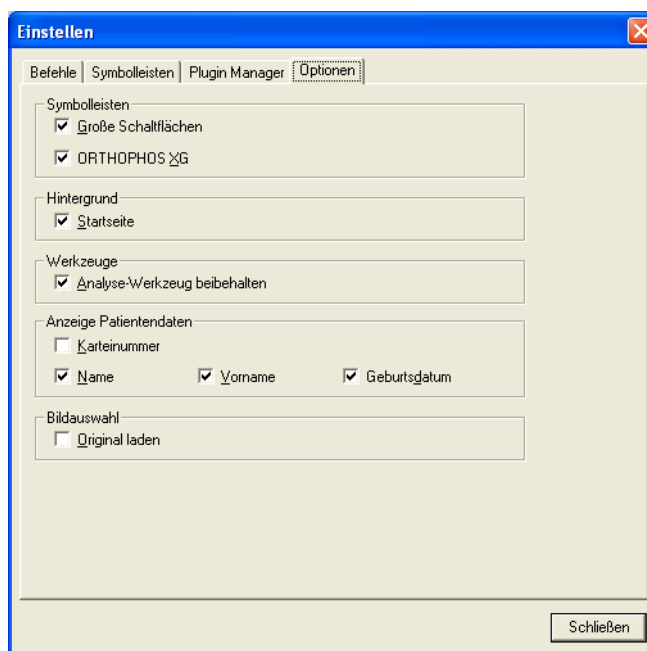 Einstellen
Befehle Symbolleisten Plugin Manager Optionen
Symbolleisten
Große Schaltflächen
ORTHOPHOS XG
Hintergrund
Startseite
Werkzeuge
Analyse-Werkzeug beibehalten
Anzeige Patientendaten
Karteinummer
Name Vorname Geburtsdatum
Bildauswahl
Original laden
Schließen